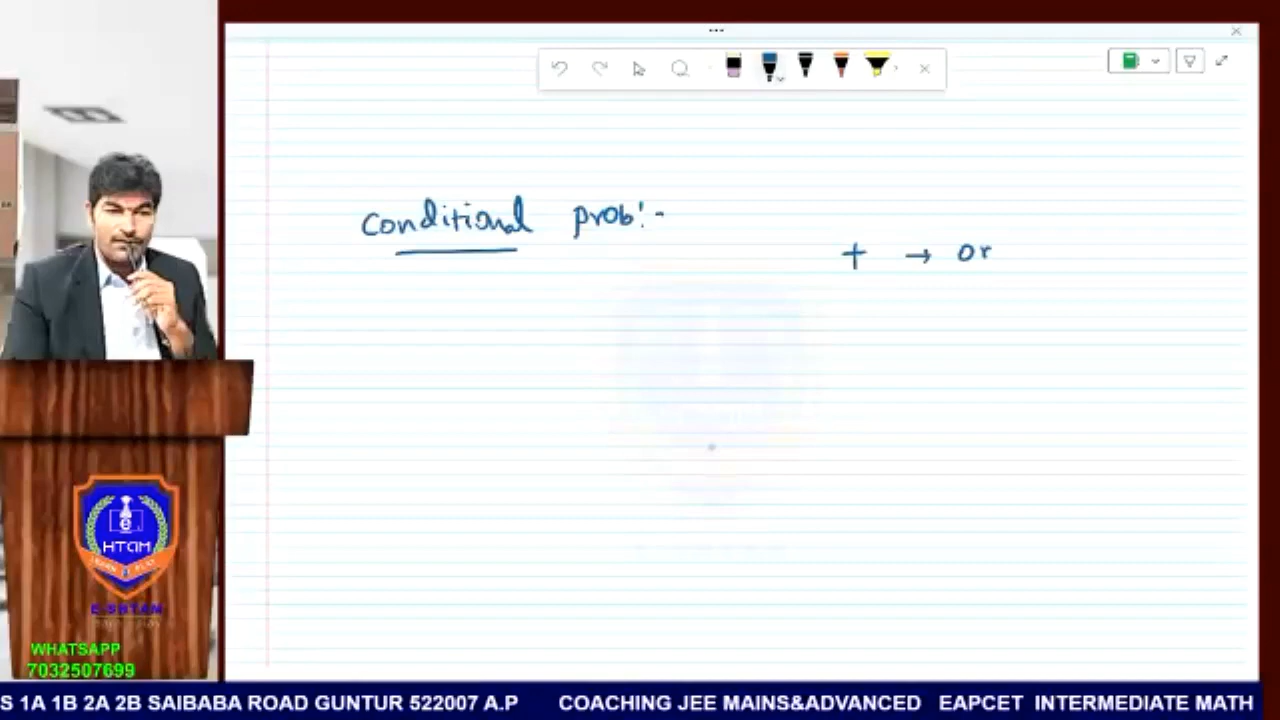 conditional prob:-
+ → or
HTAM
E SHTAM
WHATSAPP
7032507699
S 1A 1B 2A 2B SAIBABA ROAD GUNTUR 522007 A.P COACHING JEE MAINS&ADVANCED EAPCET INTERMEDIATE MATH